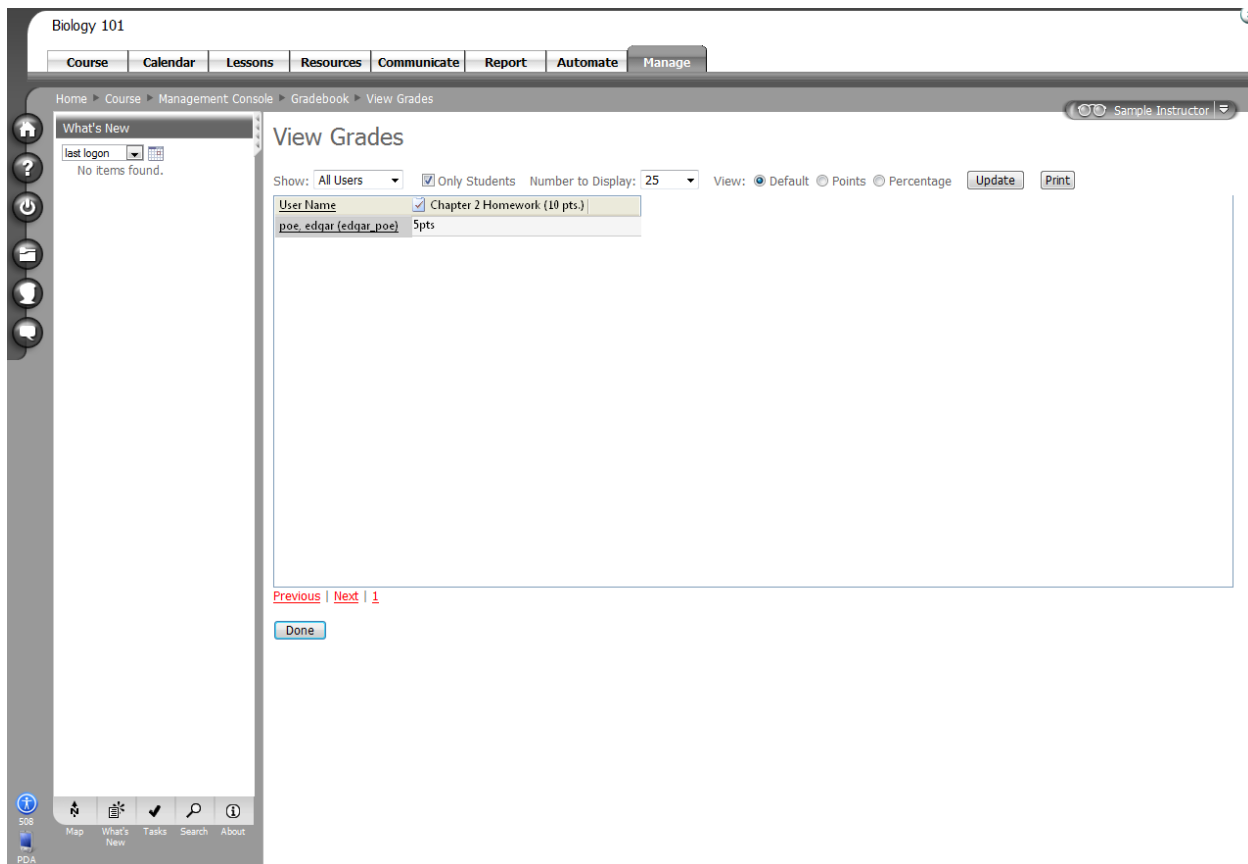 Biology 101
Course Calendar Lessons Resources Communicate Report Automate Manage
Home Course Management Console Gradebook View Grades
Sample Instructor
What's New
last logon
No items found.
View Grades
Show: All Users Only Students Number to Display: 25 View: Default Points Percentage Update Print
User Name Chapter 2 Homework (10 pts.)
poe, edgar (edgar_poe) 5pts
Previous | Next | 1
Done
508
PDA
N
Map What's New Tasks Search About